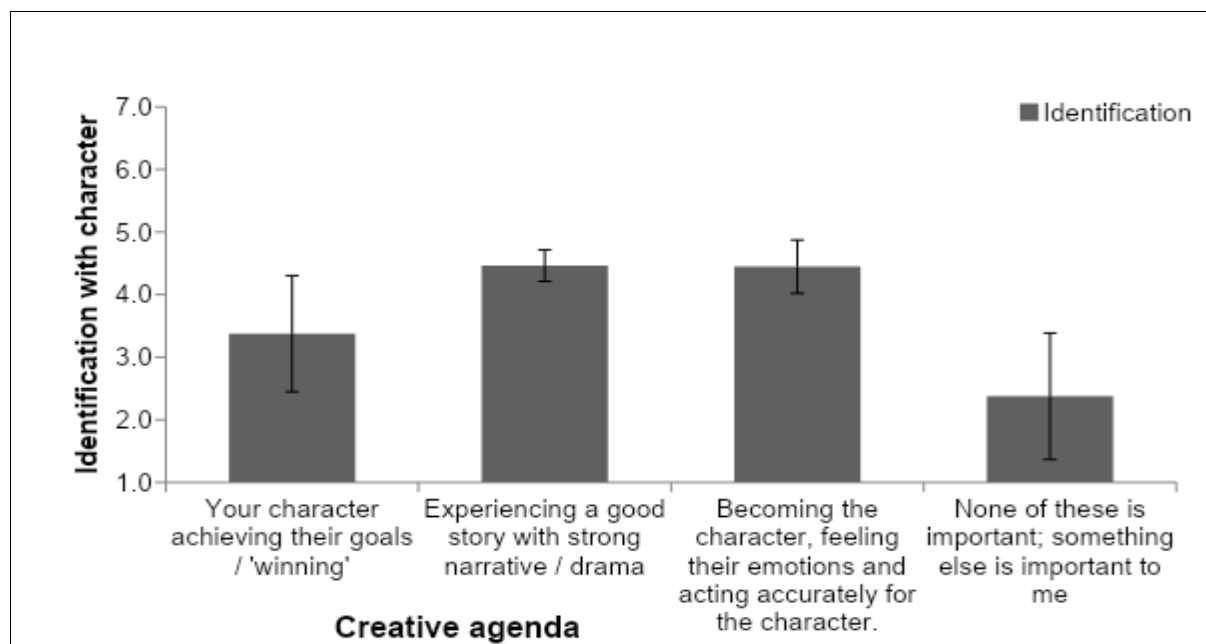 7.0
6.0
5.0
4.0
3.0
2.0
1.0
Identification with character
Identification
Your character
achieving their goals
/ 'winning'
Experiencing a good
story with strong
narrative / drama
Becoming the
character, feeling
their emotions and
acting accurately for
the character.
None of these is
important; something
else is important to
me
Creative agenda